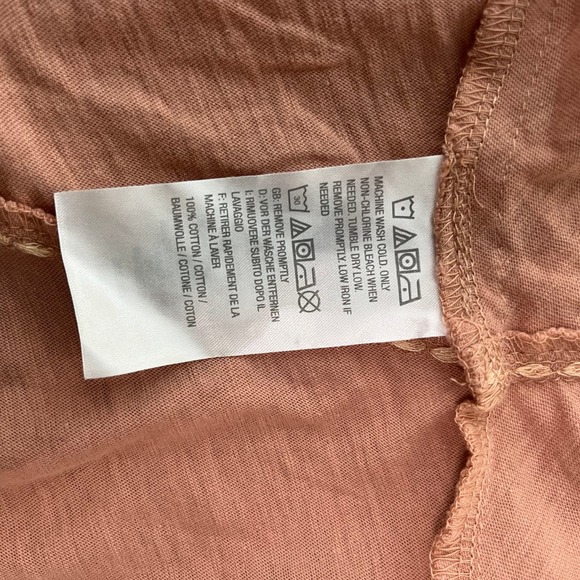 MACHINE WASH COLD. ONLY
NON-CHLORINE BLEACH WHEN
NEEDED. TUMBLE DRY LOW.
REMOVE PROMPTLY. LOW IRON IF
NEEDED
30
GB: REMOVE PROMPTLY
D: VOR DER WÄSCHE ENTFERNEN
I: RIMUOVERE SUBITO DOPO IL
LAVAGGIO
F: RETIRER RAPIDEMENT DE LA
MACHINE À LAVER
100% COTTON / COTTON /
BAUMWOLLE / COTONE / COTON